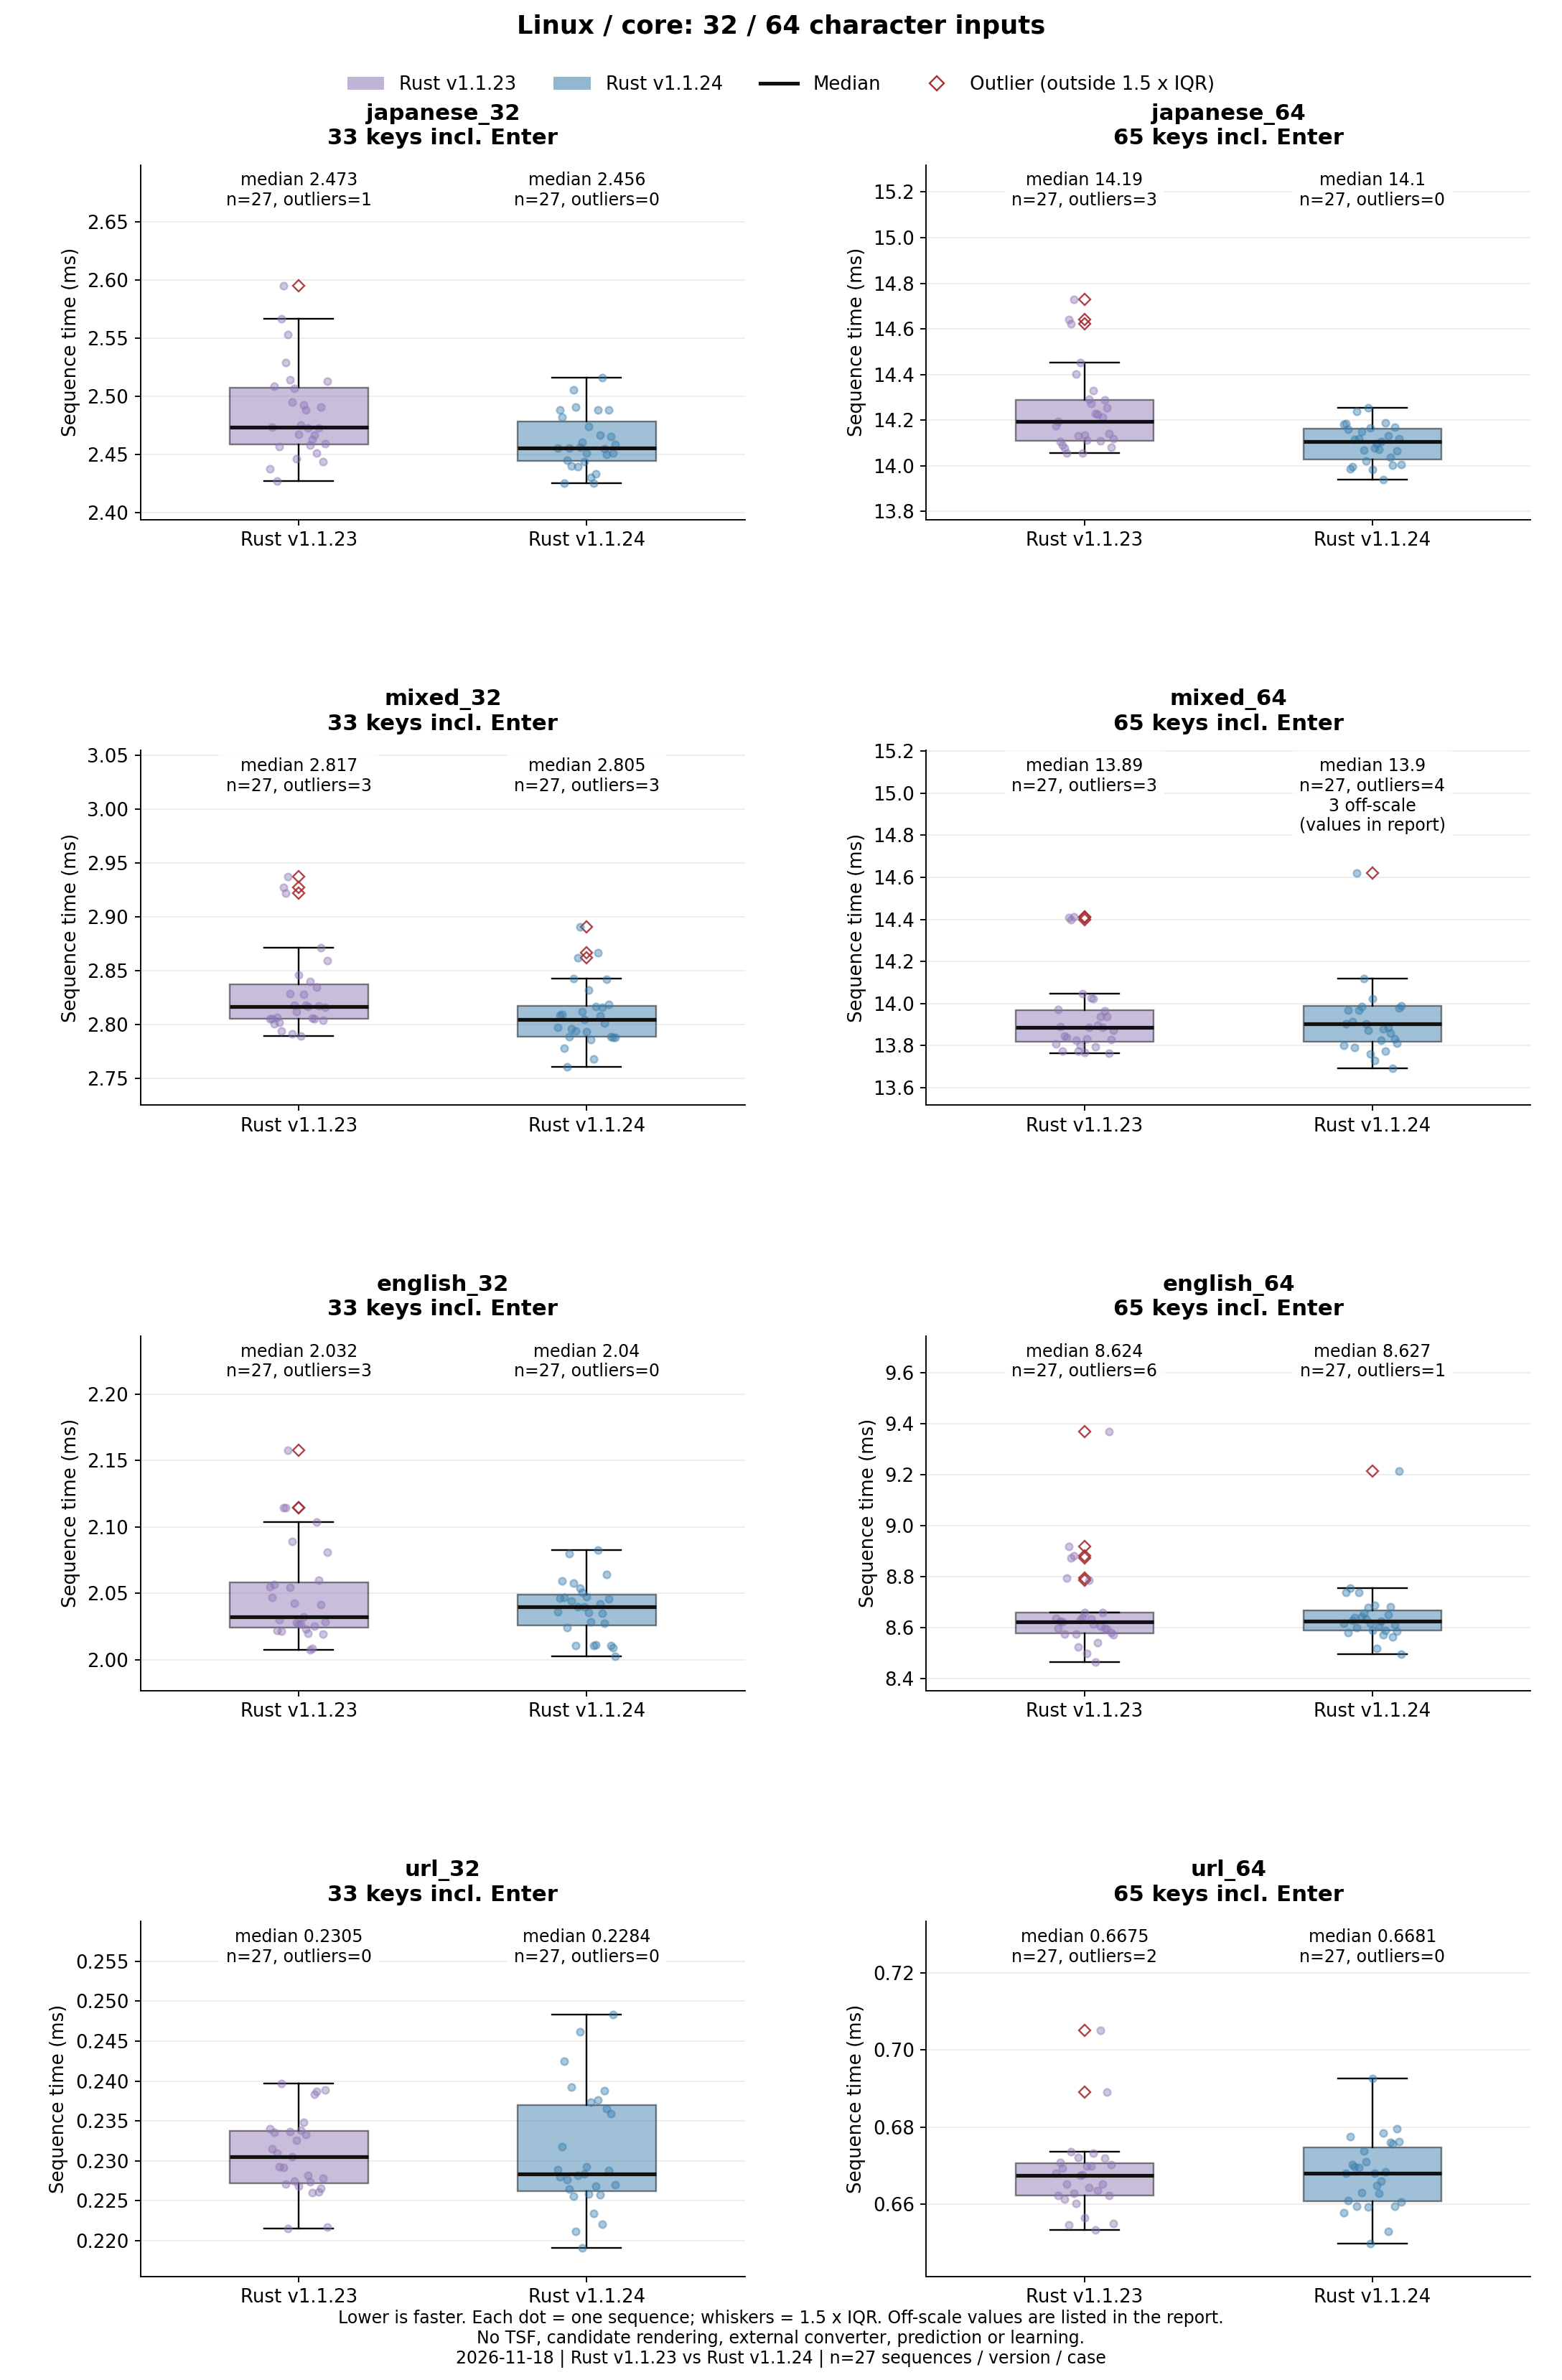 Linux / core: 32 / 64 character inputs
Rust v1.1.23
Rust v1.1.24
Median
Outlier (outside 1.5 x IQR)
japanese_32
33 keys incl. Enter
median 2.473
n=27, outliers=1
median 2.456
n=27, outliers=0
Sequence time (ms)
2.65
2.60
2.55
2.50
2.45
2.40
Rust v1.1.23
Rust v1.1.24
japanese_64
65 keys incl. Enter
median 14.19
n=27, outliers=3
median 14.1
n=27, outliers=0
Sequence time (ms)
15.2
15.0
14.8
14.6
14.4
14.2
14.0
13.8
Rust v1.1.23
Rust v1.1.24
mixed_32
33 keys incl. Enter
median 2.817
n=27, outliers=3
median 2.805
n=27, outliers=3
Sequence time (ms)
3.05
3.00
2.95
2.90
2.85
2.80
2.75
Rust v1.1.23
Rust v1.1.24
mixed_64
65 keys incl. Enter
median 13.89
n=27, outliers=3
median 13.9
n=27, outliers=4
3 off-scale
(values in report)
Sequence time (ms)
15.2
15.0
14.8
14.6
14.4
14.2
14.0
13.8
13.6
Rust v1.1.23
Rust v1.1.24
english_32
33 keys incl. Enter
median 2.032
n=27, outliers=3
median 2.04
n=27, outliers=0
Sequence time (ms)
2.20
2.15
2.10
2.05
2.00
Rust v1.1.23
Rust v1.1.24
english_64
65 keys incl. Enter
median 8.624
n=27, outliers=6
median 8.627
n=27, outliers=1
Sequence time (ms)
9.6
9.4
9.2
9.0
8.8
8.6
8.4
Rust v1.1.23
Rust v1.1.24
url_32
33 keys incl. Enter
median 0.2305
n=27, outliers=0
median 0.2284
n=27, outliers=0
Sequence time (ms)
0.255
0.250
0.245
0.240
0.235
0.230
0.225
0.220
Rust v1.1.23
Rust v1.1.24
url_64
65 keys incl. Enter
median 0.6675
n=27, outliers=2
median 0.6681
n=27, outliers=0
Sequence time (ms)
0.72
0.70
0.68
0.66
Rust v1.1.23
Rust v1.1.24
Lower is faster. Each dot = one sequence; whiskers = 1.5 x IQR. Off-scale values are listed in the report.
No TSF, candidate rendering, external converter, prediction or learning.
2026-11-18 | Rust v1.1.23 vs Rust v1.1.24 | n=27 sequences / version / case